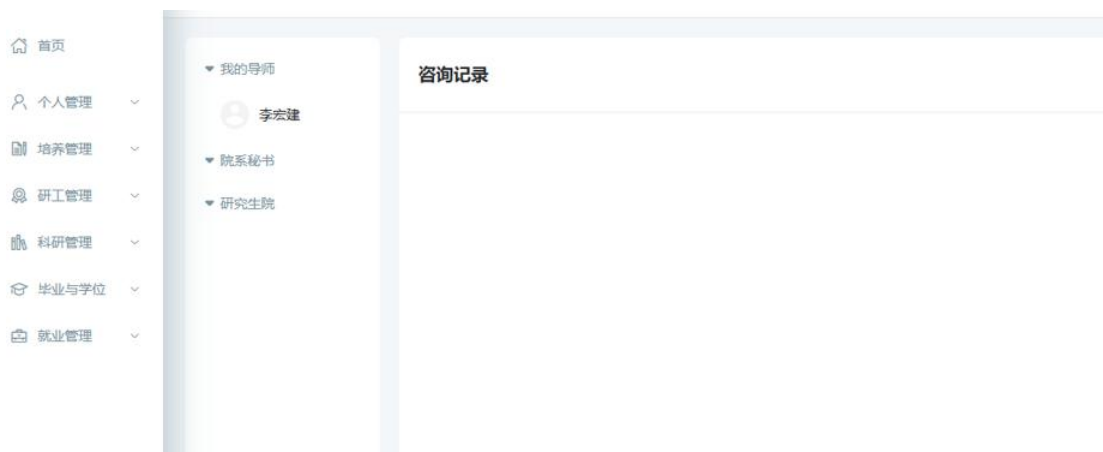 首页
个人管理
培养管理
研工管理
科研管理
毕业与学位
就业管理
我的导师
李宏建
院系秘书
研究生院
咨询记录